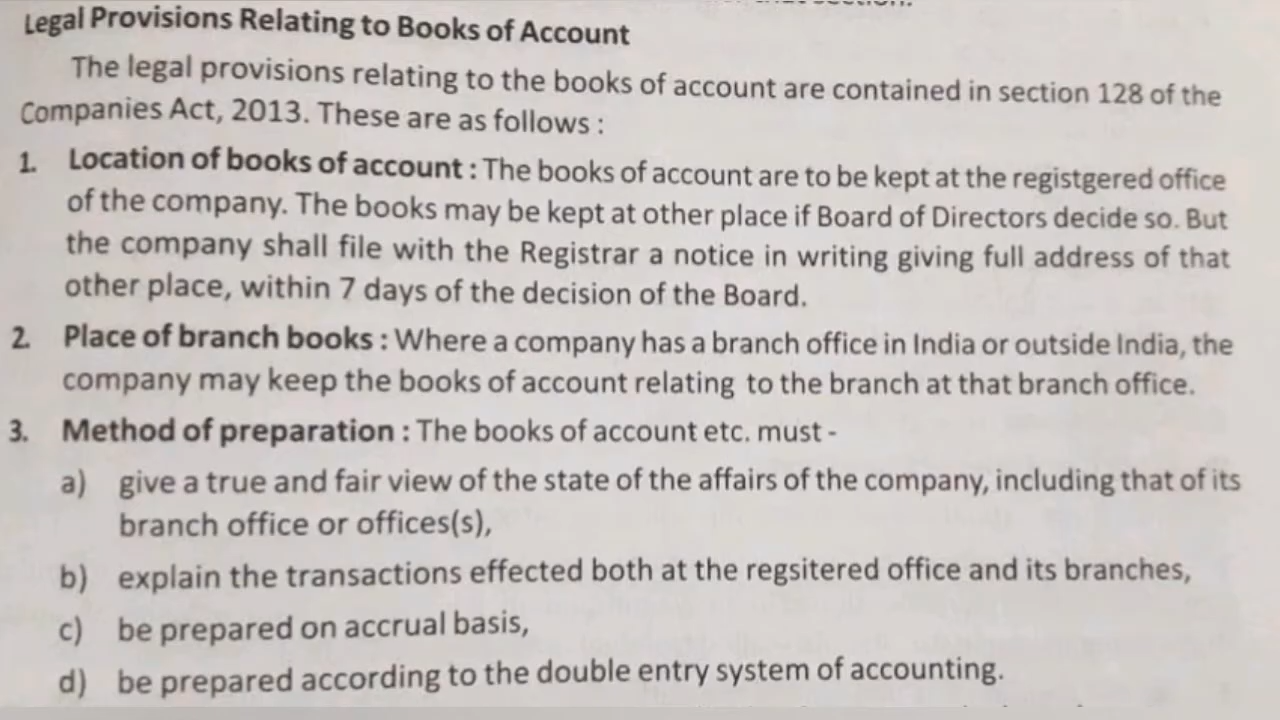 Legal Provisions Relating to Books of Account
The legal provisions relating to the books of account are contained in section 128 of the
Companies Act, 2013. These are as follows :
1. Location of books of account : The books of account are to be kept at the registgered office
of the company. The books may be kept at other place if Board of Directors decide so. But
the company shall file with the Registrar a notice in writing giving full address of that
other place, within 7 days of the decision of the Board.
2. Place of branch books : Where a company has a branch office in India or outside India, the
company may keep the books of account relating to the branch at that branch office.
3. Method of preparation : The books of account etc. must -
a) give a true and fair view of the state of the affairs of the company, including that of its
branch office or offices(s),
b) explain the transactions effected both at the regsitered office and its branches,
c) be prepared on accrual basis,
d) be prepared according to the double entry system of accounting.